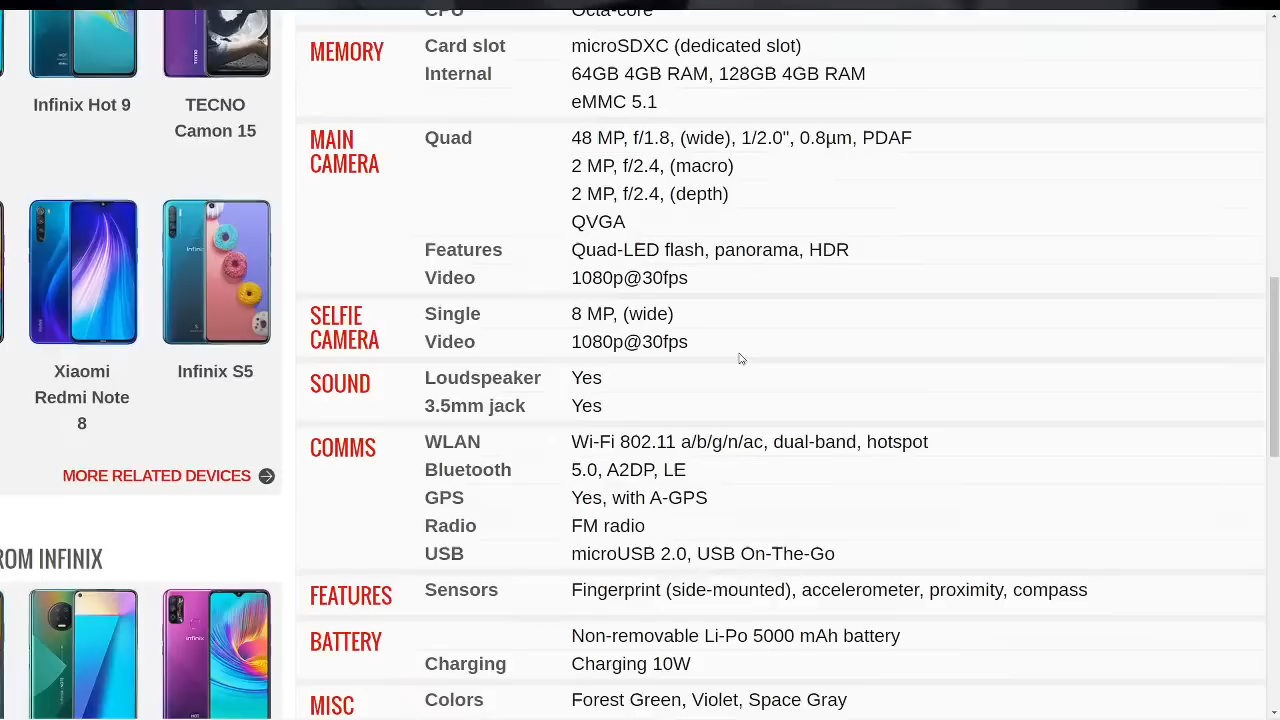 CPU Octa-core
MEMORY Card slot microSDXC (dedicated slot)
Internal 64GB 4GB RAM, 128GB 4GB RAM
eMMC 5.1
MAIN CAMERA Quad 48 MP, f/1.8, (wide), 1/2.0", 0.8µm, PDAF
2 MP, f/2.4, (macro)
2 MP, f/2.4, (depth)
QVGA
Features Quad-LED flash, panorama, HDR
Video 1080p@30fps
SELFIE CAMERA Single 8 MP, (wide)
Video 1080p@30fps
SOUND Loudspeaker Yes
3.5mm jack Yes
COMMS WLAN Wi-Fi 802.11 a/b/g/n/ac, dual-band, hotspot
Bluetooth 5.0, A2DP, LE
GPS Yes, with A-GPS
Radio FM radio
USB microUSB 2.0, USB On-The-Go
FEATURES Sensors Fingerprint (side-mounted), accelerometer, proximity, compass
BATTERY Non-removable Li-Po 5000 mAh battery
Charging Charging 10W
MISC Colors Forest Green, Violet, Space Gray
Infinix Hot 9
TECNO
Camon 15
Xiaomi
Redmi Note
8
Infinix S5
MORE RELATED DEVICES
ROM INFINIX